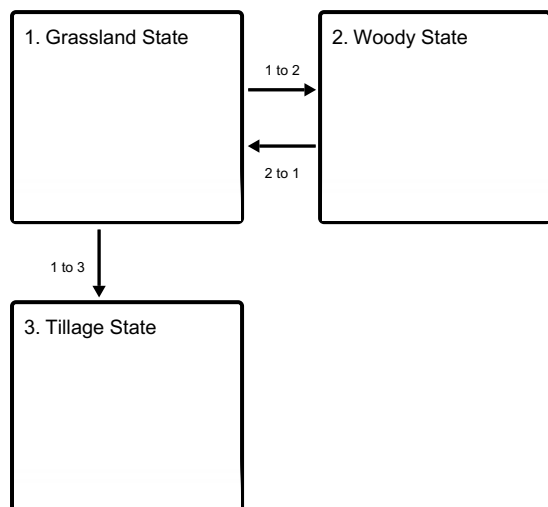 1. Grassland State
2. Woody State
1 to 2
2 to 1
1 to 3
3. Tillage State